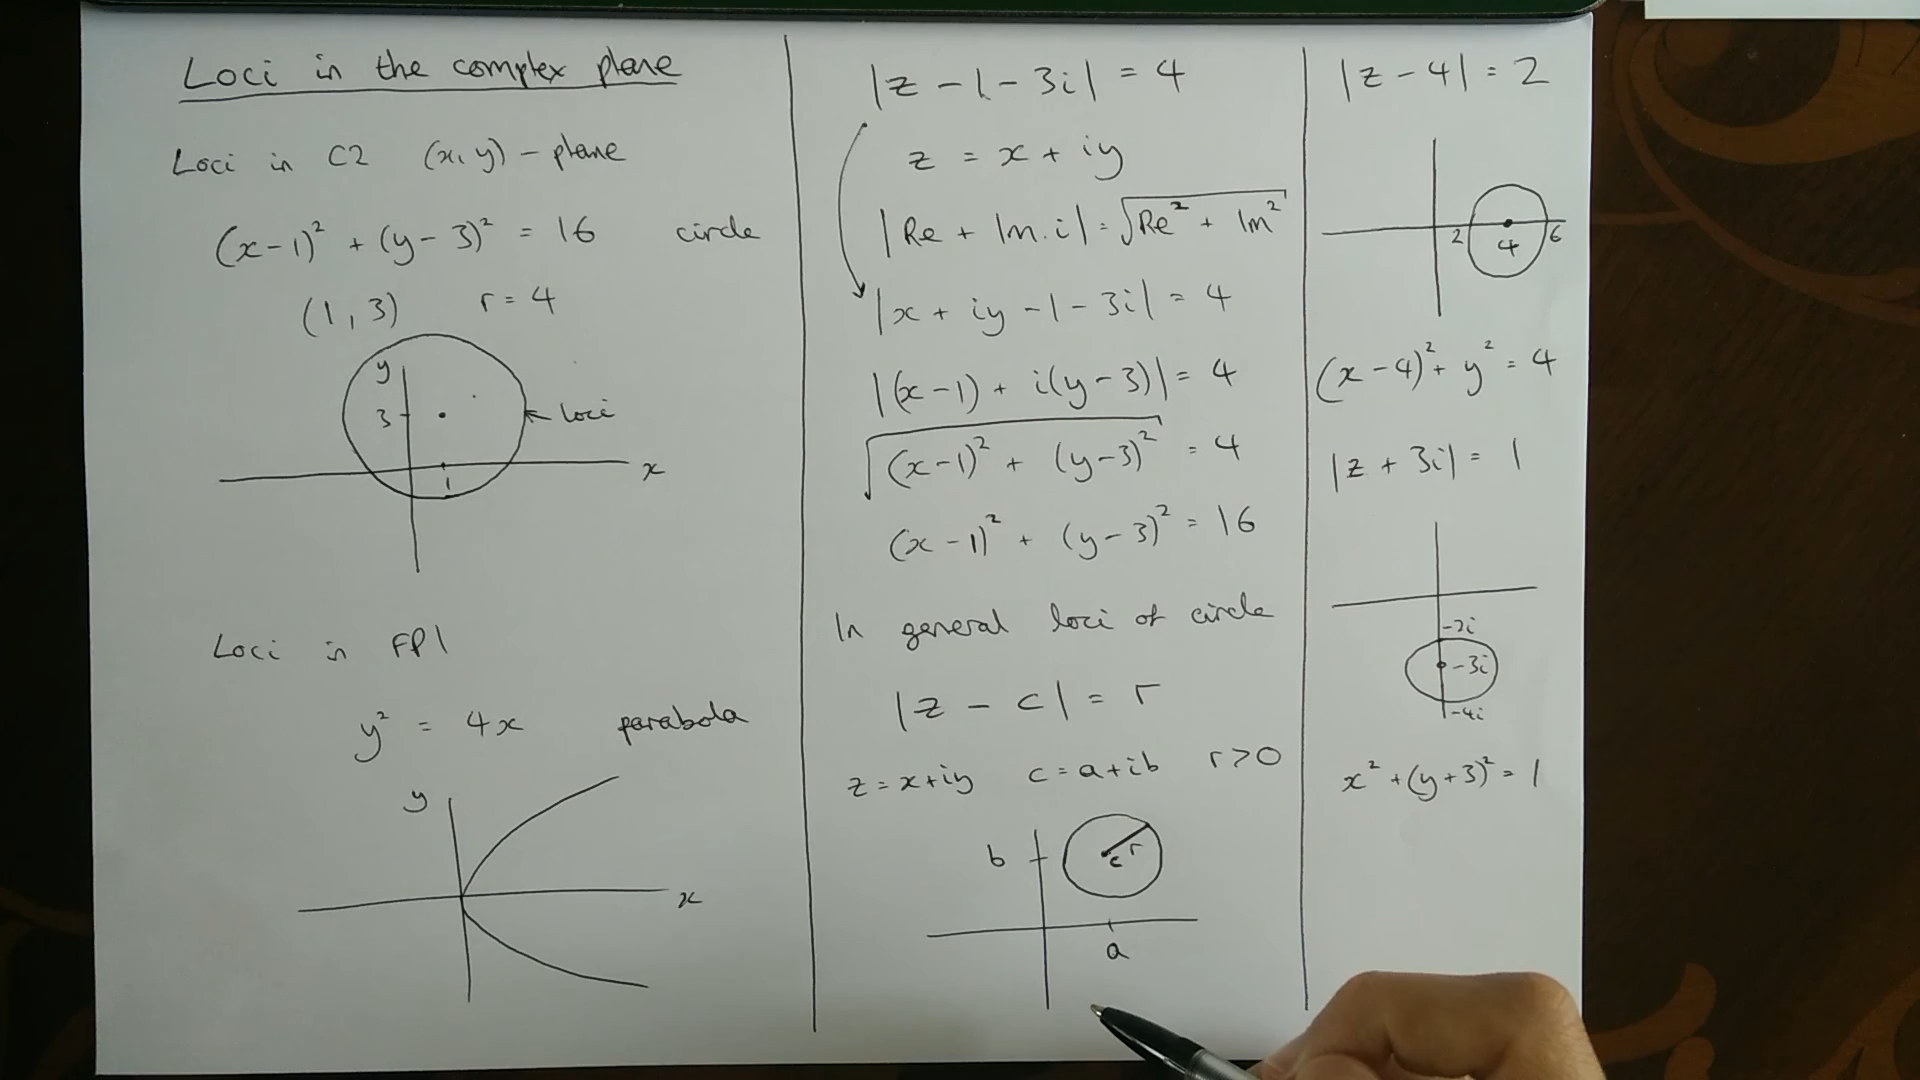 Loci in the complex plane
Loci in C2 (x, y) - plane
(x-1)² + (y-3)² = 16 circle
(1, 3) r = 4
y
3
← loci
x
1
Loci in FP1
y² = 4x parabola
y
x
|z - 1 - 3i| = 4
z = x + iy
|Re + Im.i| = √(Re² + Im²)
|x + iy - 1 - 3i| = 4
|(x-1) + i(y-3)| = 4
√((x-1)² + (y-3)²) = 4
(x-1)² + (y-3)² = 16
In general loci of circle
|z - c| = r
z = x+iy c = a+ib r>0
b
c r
a
|z - 4| = 2
2 4 6
(x-4)² + y² = 4
|z + 3i| = 1
-2i
-3i
-4i
x² + (y+3)² = 1